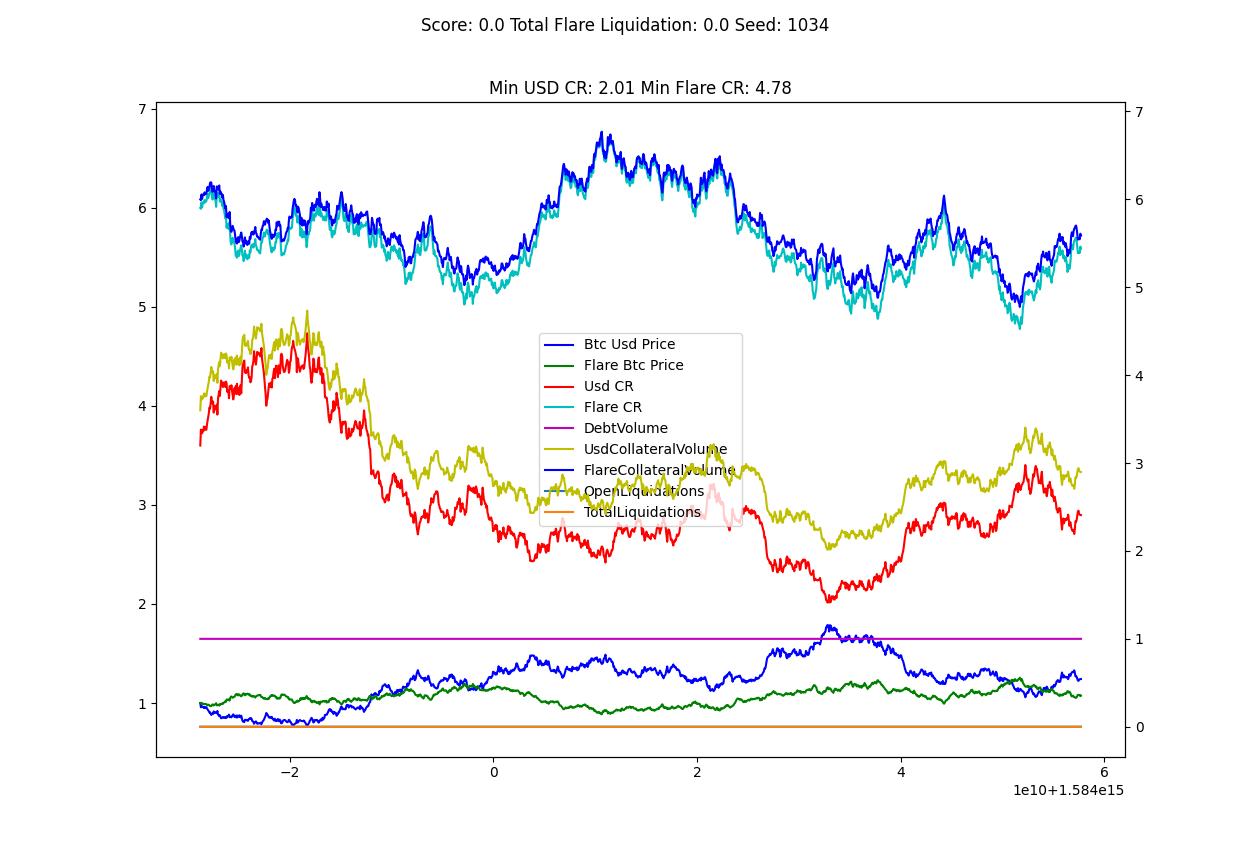 Score: 0.0 Total Flare Liquidation: 0.0 Seed: 1034
Min USD CR: 2.01 Min Flare CR: 4.78
7
6
5
4
3
2
1
7
6
5
4
3
2
1
0
Btc Usd Price
Flare Btc Price
Usd CR
Flare CR
DebtVolume
UsdCollateralVolume
FlareCollateralVolume
OpenLiquidations
TotalLiquidations
−2 0 2 4 6
1e10+1.584e15